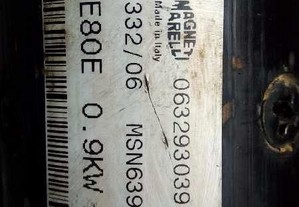 MAGNETI
MARELLI
Made in Italy
063293039
332/06 MSN639
E80E 0.9KW